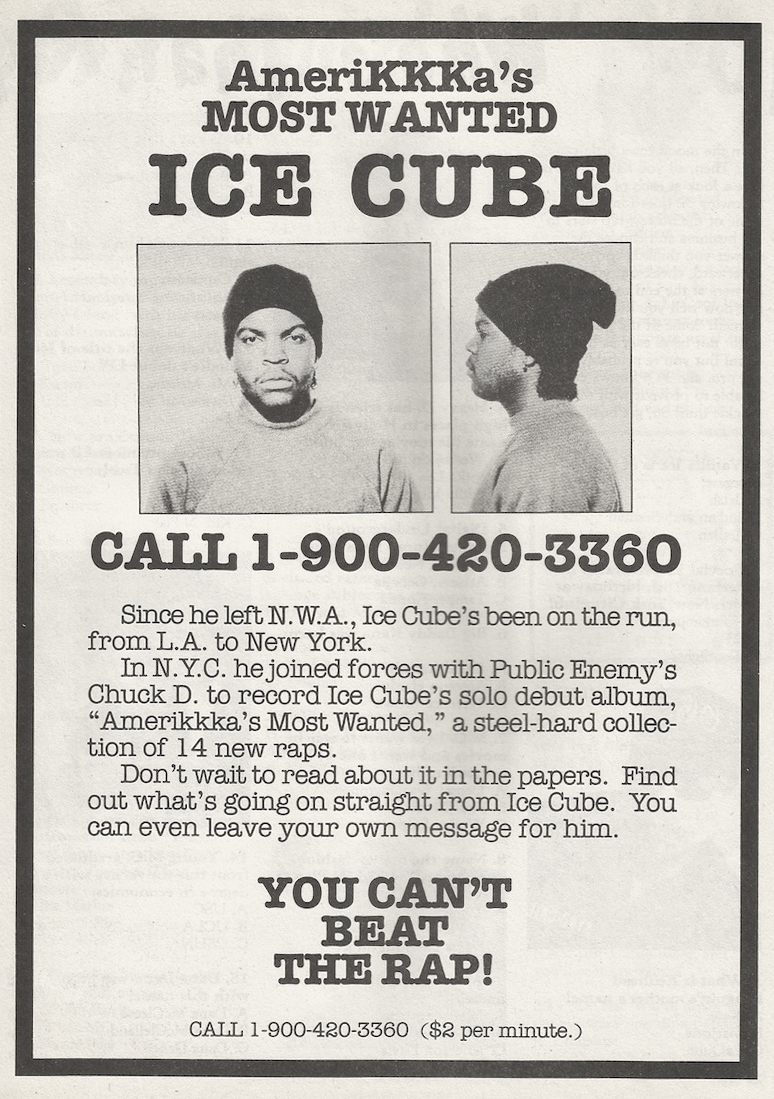 AmeriKKKa's
MOST WANTED
ICE CUBE
CALL 1-900-420-3360
Since he left N.W.A., Ice Cube's been on the run,
from L.A. to New York.
In N.Y.C. he joined forces with Public Enemy's
Chuck D. to record Ice Cube's solo debut album,
“Amerikkka's Most Wanted,” a steel-hard collec-
tion of 14 new raps.
Don't wait to read about it in the papers. Find
out what's going on straight from Ice Cube. You
can even leave your own message for him.
YOU CAN'T
BEAT
THE RAP!
CALL 1-900-420-3360 ($2 per minute.)